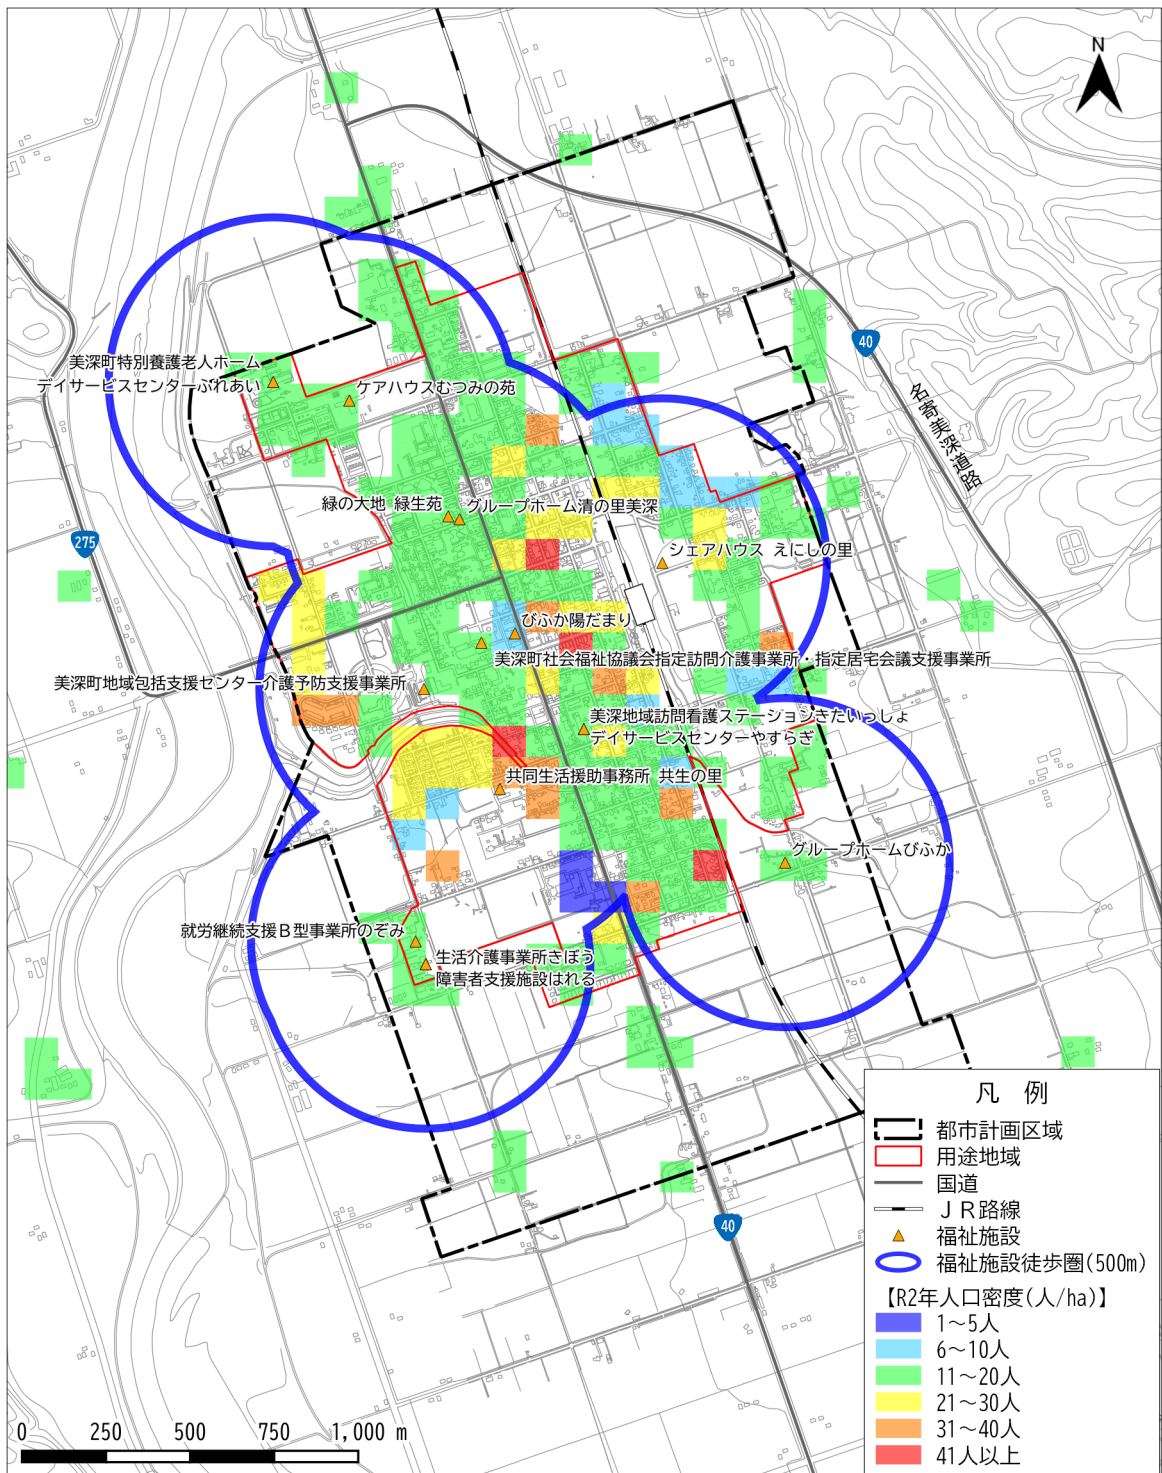 N
40
名寄美深道路
美深町特別養護老人ホーム
デイサービスセンターふれあい
ケアハウスむつみの苑
緑の大地 緑生苑
グループホーム清の里美深
275
シェアハウス えにしの里
びふか陽だまり
美深町社会福祉協議会指定訪問介護事業所・指定居宅会議支援事業所
美深町地域包括支援センター介護予防支援事業所
美深地域訪問看護ステーションきたいっしょ
デイサービスセンターやすらぎ
共同生活援助事務所 共生の里
グループホームびふか
就労継続支援B型事業所のぞみ
生活介護事業所きぼう
障害者支援施設はれる
40
凡 例
都市計画区域
用途地域
国道
JR路線
福祉施設
福祉施設徒歩圏(500m)
【R2年人口密度(人/ha)】
1～5人
6～10人
11～20人
21～30人
31～40人
41人以上
0 250 500 750 1,000 m